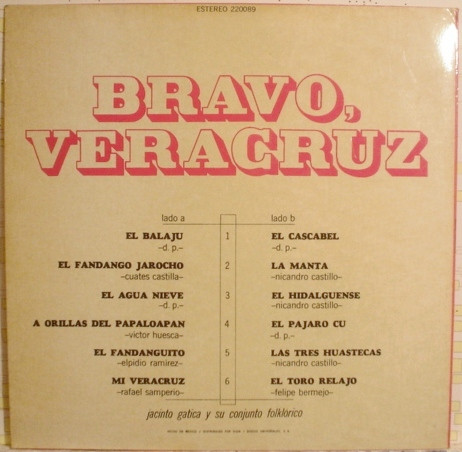 ESTEREO 220089
BRAVO,
VERACRUZ
lado a
lado b
EL BALAJU 1 EL CASCABEL
-d. p.- -d. p.-
EL FANDANGO JAROCHO 2 LA MANTA
-cuates castilla- -nicandro castillo-
EL AGUA NIEVE 3 EL HIDALGUENSE
-d. p.- -nicandro castillo-
A ORILLAS DEL PAPALOAPAN 4 EL PAJARO CU
-victor huesca- -d. p.-
EL FANDANGUITO 5 LAS TRES HUASTECAS
-elpidio ramirez- -nicandro castillo-
MI VERACRUZ 6 EL TORO RELAJO
-rafael samperio- -felipe bermejo-
jacinto gatica y su conjunto folklorico